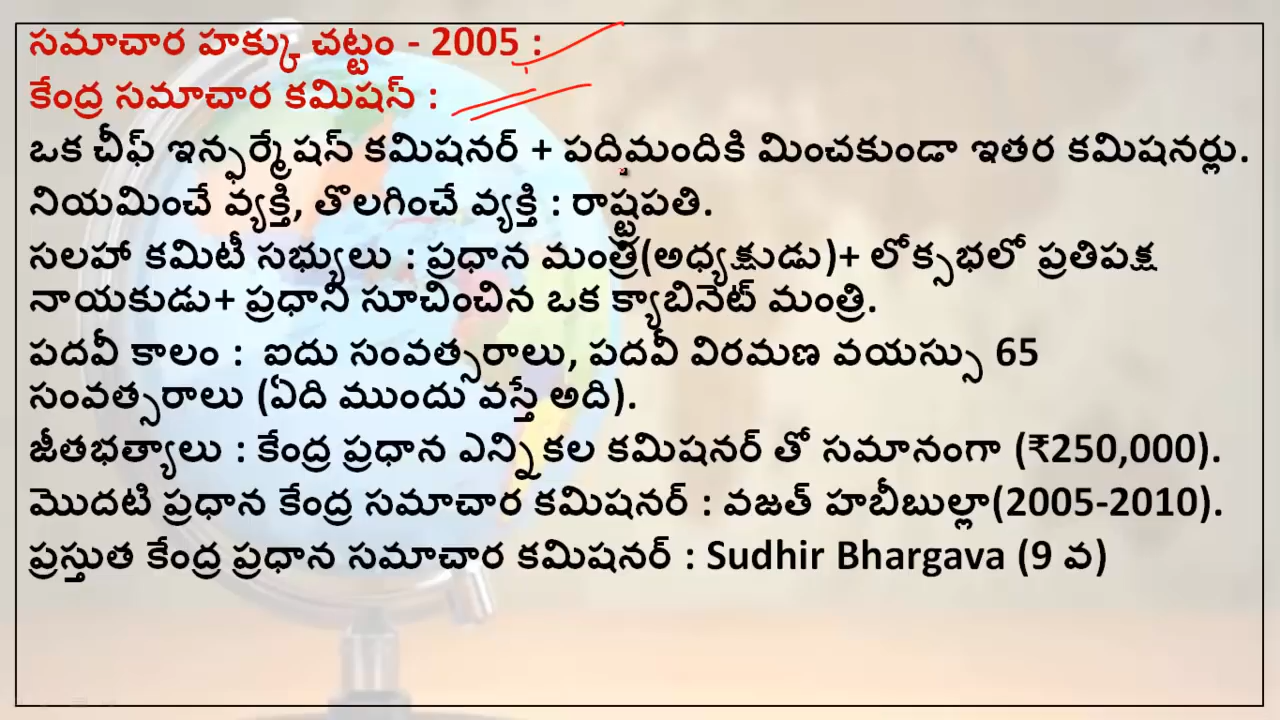 సమాచార హక్కు చట్టం - 2005 :
కేంద్ర సమాచార కమిషన్ :
ఒక చీఫ్ ఇన్ఫర్మేషన్ కమిషనర్ + పదిమందికి మించకుండా ఇతర కమిషనర్లు.
నియమించే వ్యక్తి, తొలగించే వ్యక్తి : రాష్ట్రపతి.
సలహా కమిటీ సభ్యులు : ప్రధాన మంత్రి(అధ్యక్షుడు)+ లోక్సభలో ప్రతిపక్ష
నాయకుడు+ ప్రధాని సూచించిన ఒక క్యాబినెట్ మంత్రి.
పదవీ కాలం : ఐదు సంవత్సరాలు, పదవీ విరమణ వయస్సు 65
సంవత్సరాలు (ఏది ముందు వస్తే అది).
జీతభత్యాలు : కేంద్ర ప్రధాన ఎన్నికల కమిషనర్ తో సమానంగా (₹250,000).
మొదటి ప్రధాన కేంద్ర సమాచార కమిషనర్ : వజత్ హబీబుల్లా(2005-2010).
ప్రస్తుత కేంద్ర ప్రధాన సమాచార కమిషనర్ : Sudhir Bhargava (9 వ)